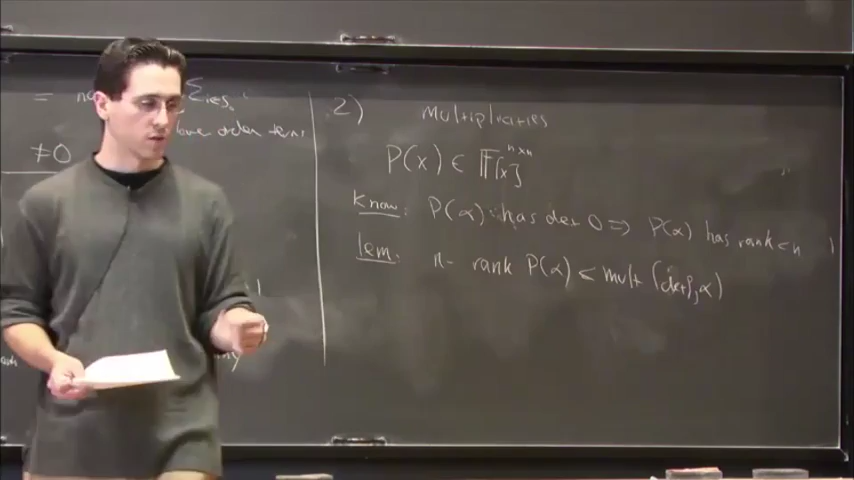 =
≠0
2) Multiplicities
P(x) ∈ 𝔽[x]^{n×n}
Know: P(α) has det 0 ⇒ P(α) has rank < n
lem: n - rank P(α) ≤ mult (det P, α)